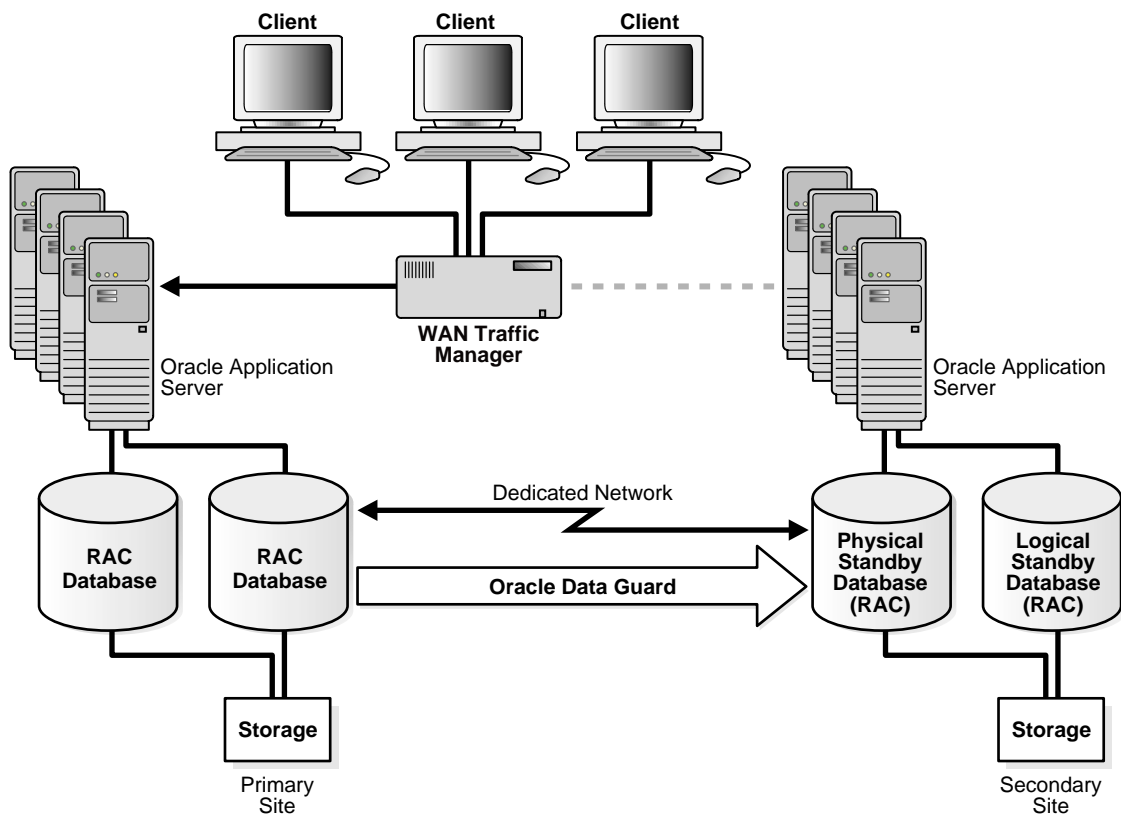 Client
Client
Client
WAN Traffic
Manager
Oracle Application
Server
Oracle Application
Server
Dedicated Network
RAC
Database
RAC
Database
Oracle Data Guard
Physical
Standby
Database
(RAC)
Logical
Standby
Database
(RAC)
Storage
Storage
Primary
Site
Secondary
Site